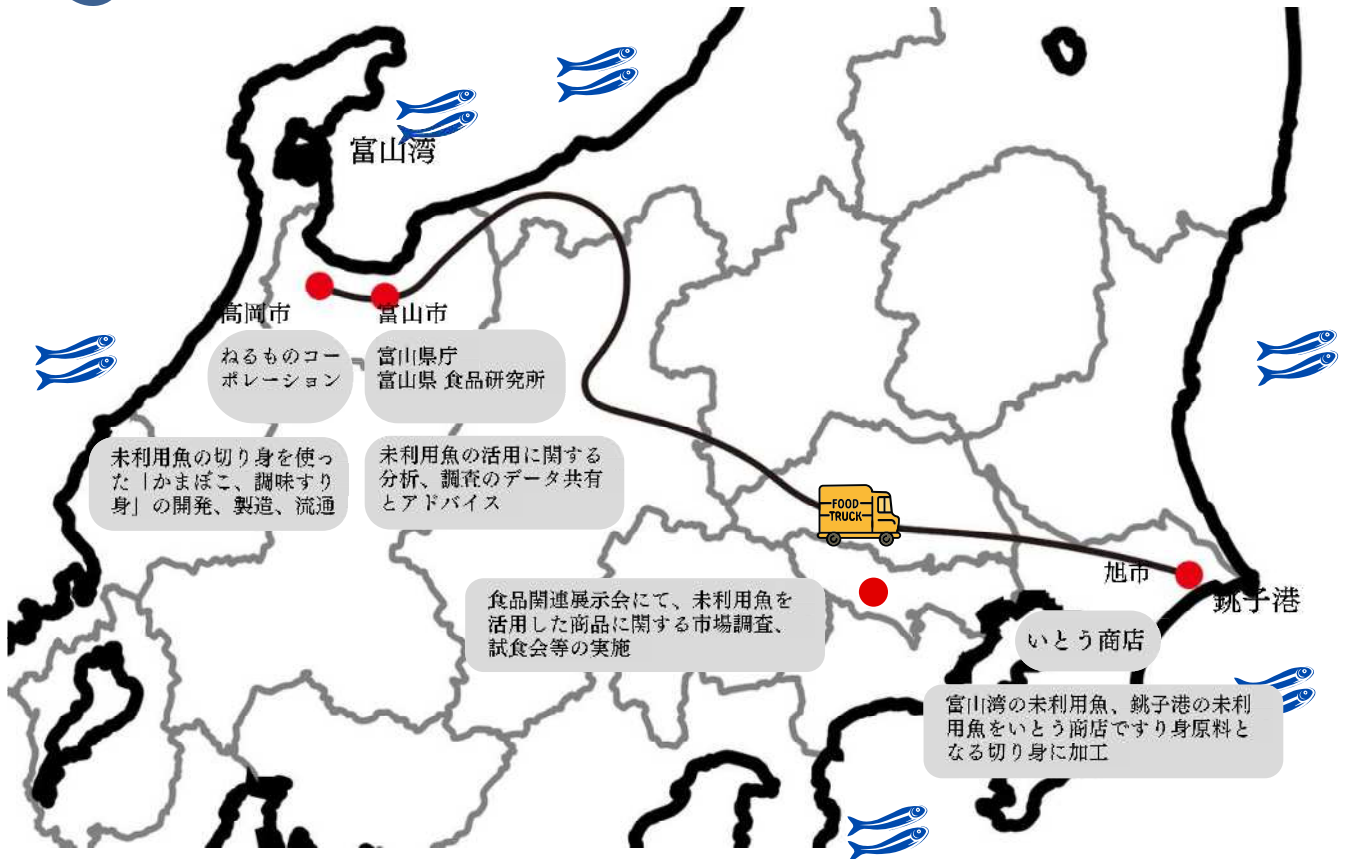 富山湾
高岡市
富山市
ねるものコー
ポレーション
富山県庁
富山県 食品研究所
未利用魚の切り身を使っ
た「かまぼこ、調味すり
身」の開発、製造、流通
未利用魚の活用に関する
分析、調査のデータ共有
とアドバイス
FOOD
TRUCK
旭市
銚子港
食品関連展示会にて、未利用魚を
活用した商品に関する市場調査、
試食会等の実施
いとう商店
富山湾の未利用魚、銚子港の未利
用魚をいとう商店ですり身原料と
なる切り身に加工